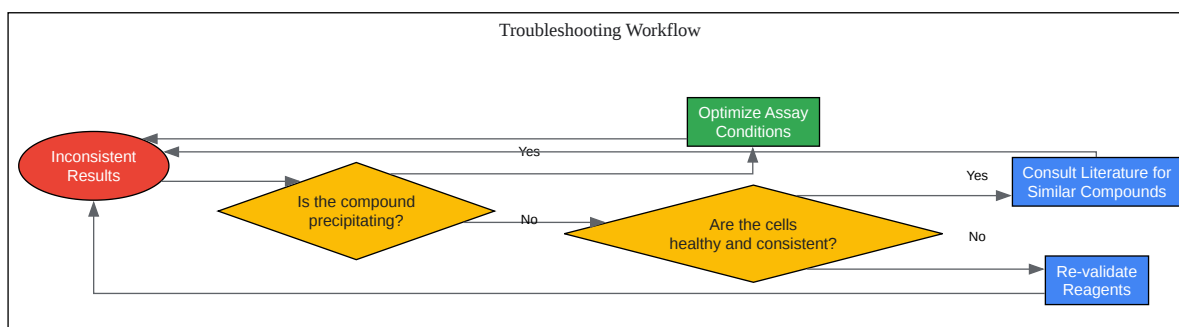 Troubleshooting Workflow
Optimize Assay
Conditions
Inconsistent
Results
Yes
Is the compound
precipitating?
No
Are the cells
healthy and consistent?
Yes
Consult Literature for
Similar Compounds
No
Re-validate
Reagents